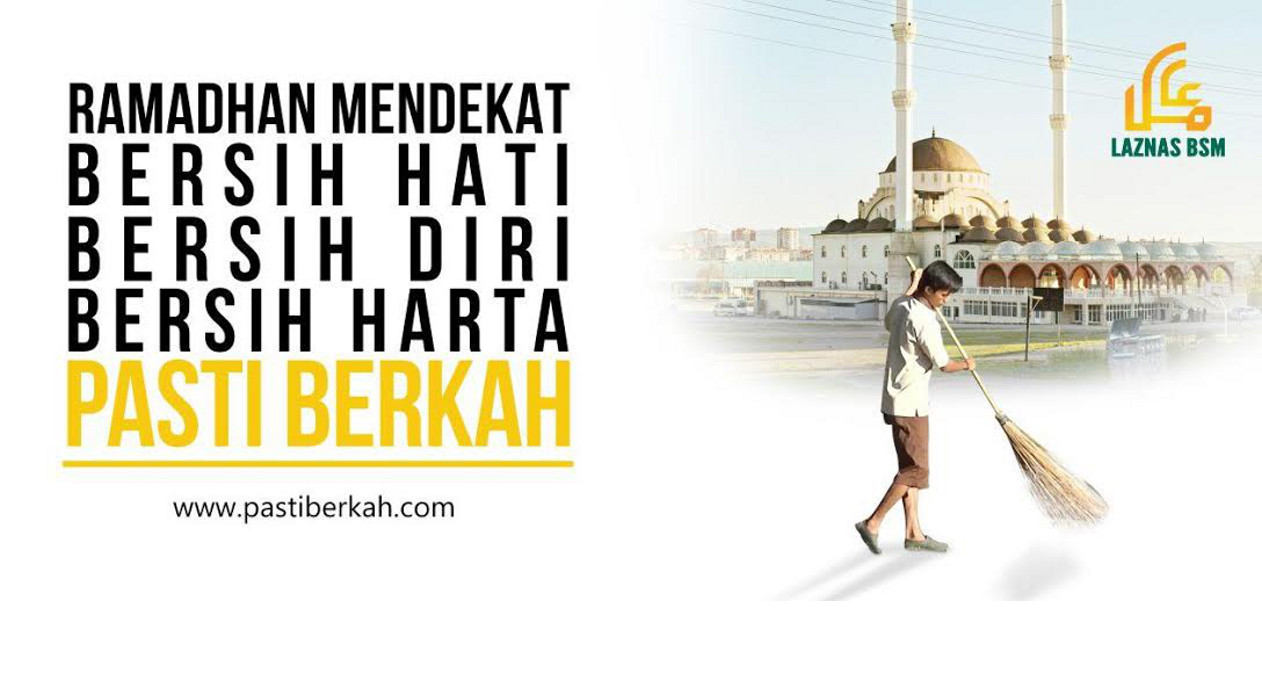 RAMADHAN MENDEKAT
BERSIH HATI
BERSIH DIRI
BERSIH HARTA
PASTI BERKAH
www.pastiberkah.com
LAZNAS BSM